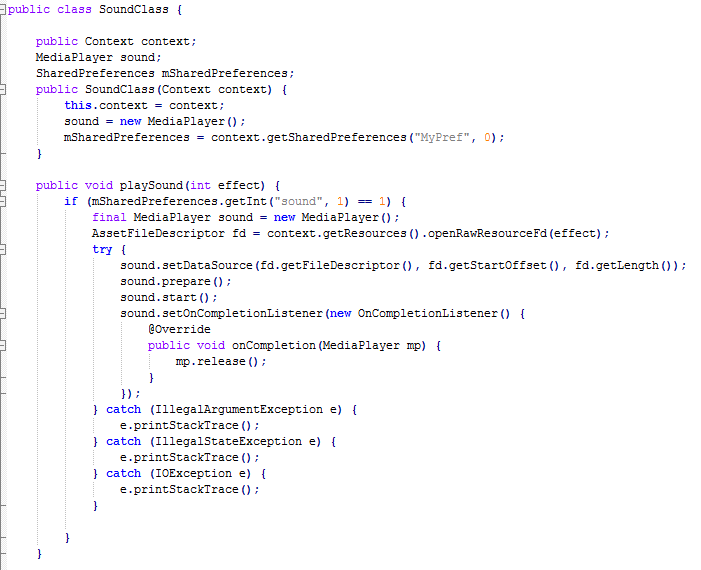 public class SoundClass {
public Context context;
MediaPlayer sound;
SharedPreferences mSharedPreferences;
public SoundClass(Context context) {
this.context = context;
sound = new MediaPlayer();
mSharedPreferences = context.getSharedPreferences("MyPref", 0);
}
public void playSound(int effect) {
if (mSharedPreferences.getInt("sound", 1) == 1) {
final MediaPlayer sound = new MediaPlayer();
AssetFileDescriptor fd = context.getResources().openRawResourceFd(effect);
try {
sound.setDataSource(fd.getFileDescriptor(), fd.getStartOffset(), fd.getLength());
sound.prepare();
sound.start();
sound.setOnCompletionListener(new OnCompletionListener() {
@Override
public void onCompletion(MediaPlayer mp) {
mp.release();
}
});
} catch (IllegalArgumentException e) {
e.printStackTrace();
} catch (IllegalStateException e) {
e.printStackTrace();
} catch (IOException e) {
e.printStackTrace();
}
}
}